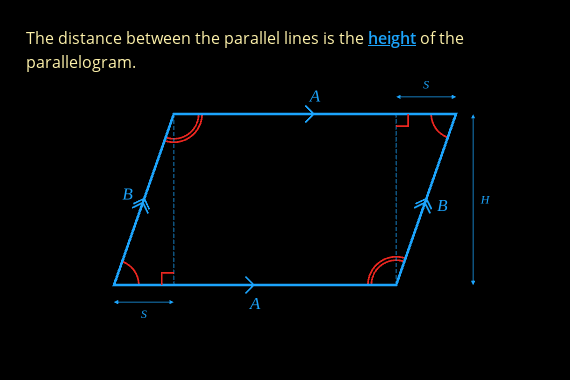 The distance between the parallel lines is the height of the
parallelogram.
S
A
B
B
H
S
A